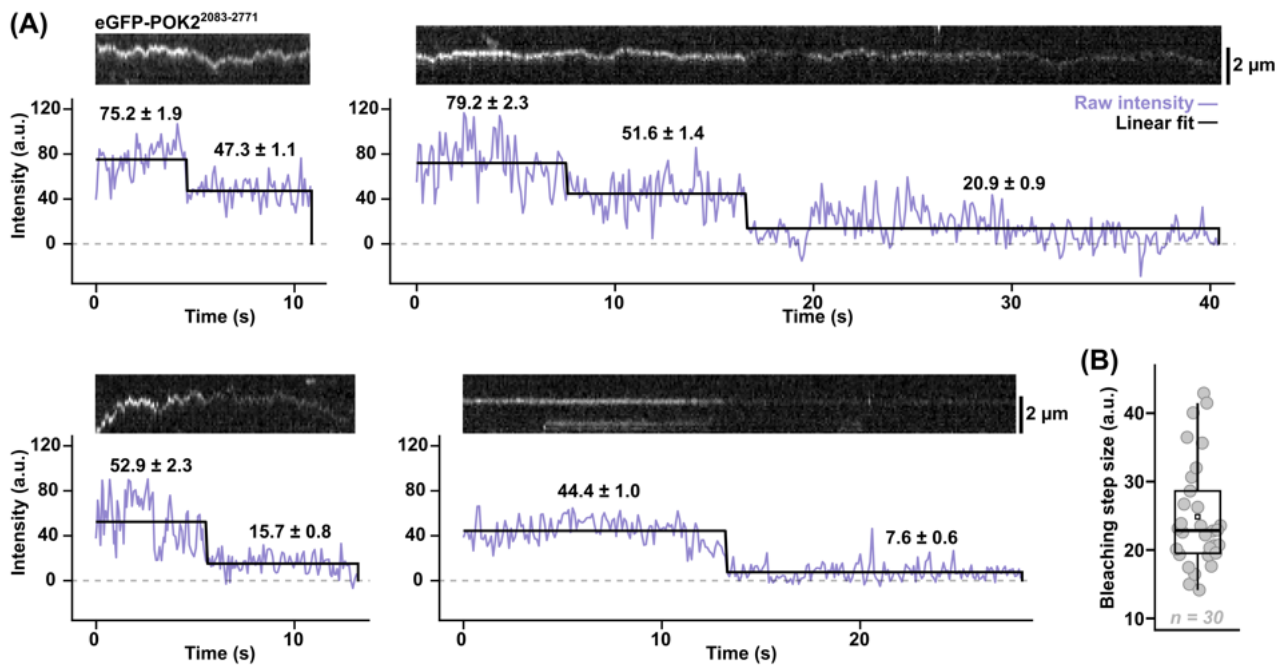 (A)
eGFP-POK2²⁰⁸³⁻²⁷⁷¹
2 µm
Intensity (a.u.)
120
80
40
0
75.2 ± 1.9
47.3 ± 1.1
0
10
Time (s)
120
80
40
0
79.2 ± 2.3
51.6 ± 1.4
20.9 ± 0.9
Raw intensity
Linear fit
0
10
20
30
40
Time (s)
2 µm
Intensity (a.u.)
120
80
40
0
52.9 ± 2.3
15.7 ± 0.8
0
10
Time (s)
120
80
40
0
44.4 ± 1.0
7.6 ± 0.6
0
10
20
Time (s)
(B)
Bleaching step size (a.u.)
40
30
20
10
n = 30